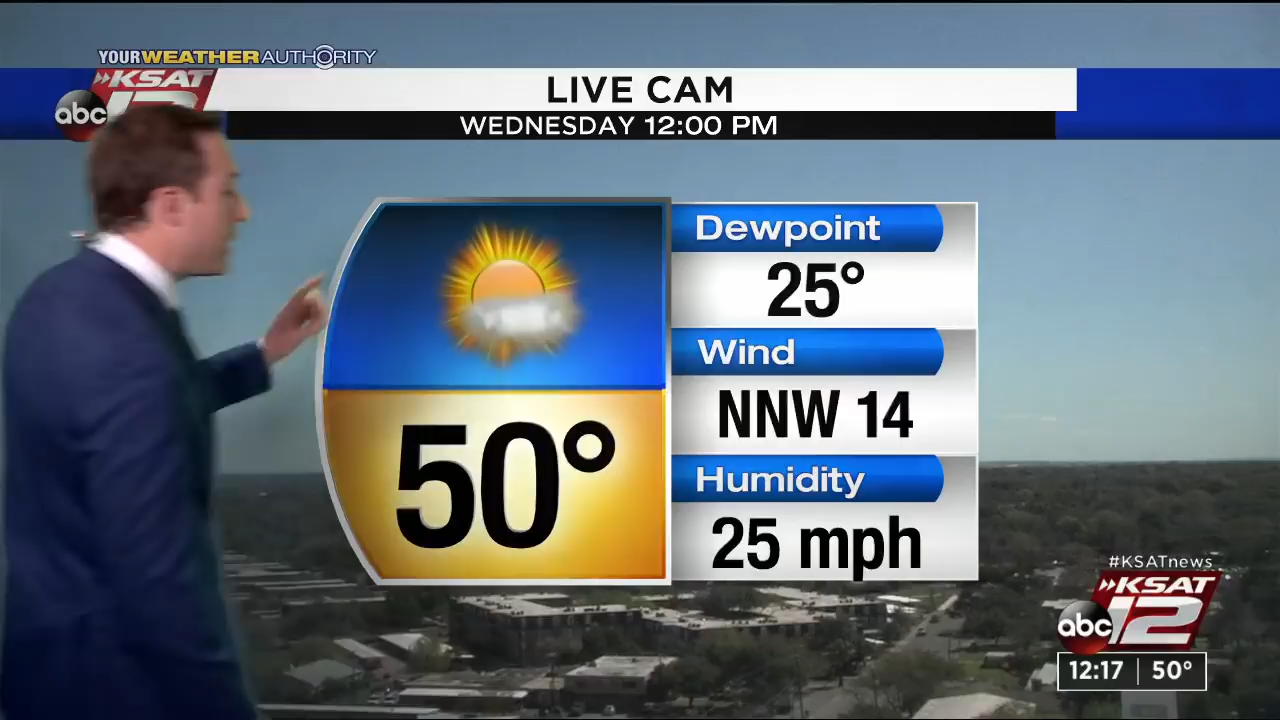 YOURWEATHERAUTHORITY
KSAT
abc
LIVE CAM
WEDNESDAY 12:00 PM
50°
Dewpoint
25°
Wind
NNW 14
Humidity
25 mph
#KSATnews
KSAT
abc 12
12:17 50°